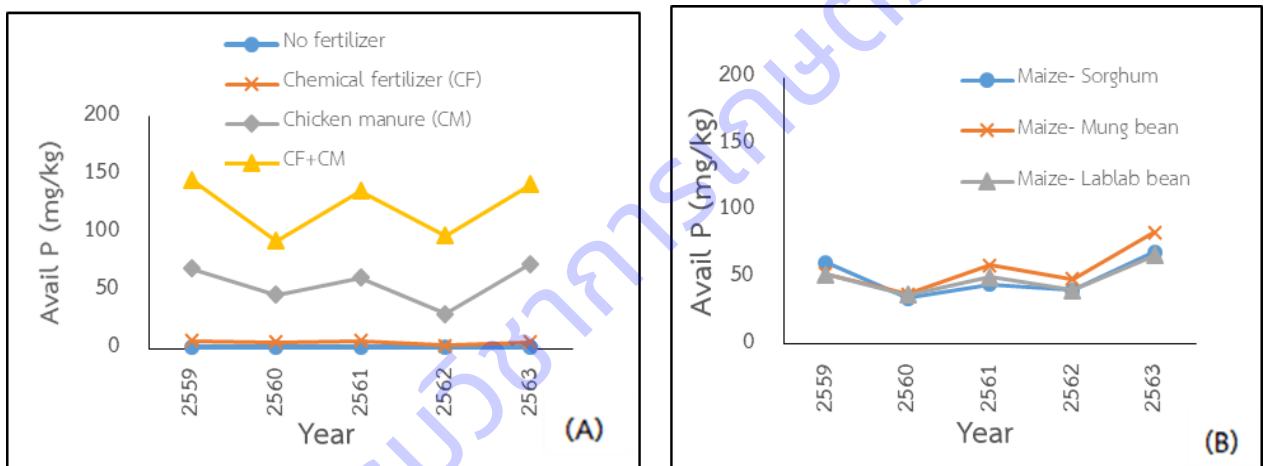 No fertilizer
Chemical fertilizer (CF)
Chicken manure (CM)
CF+CM
200
150
100
50
0
Avail P (mg/kg)
2559
2560
2561
2562
2563
Year
(A)
Maize- Sorghum
Maize- Mung bean
Maize- Lablab bean
200
150
100
50
0
Avail P (mg/kg)
2559
2560
2561
2562
2563
Year
(B)